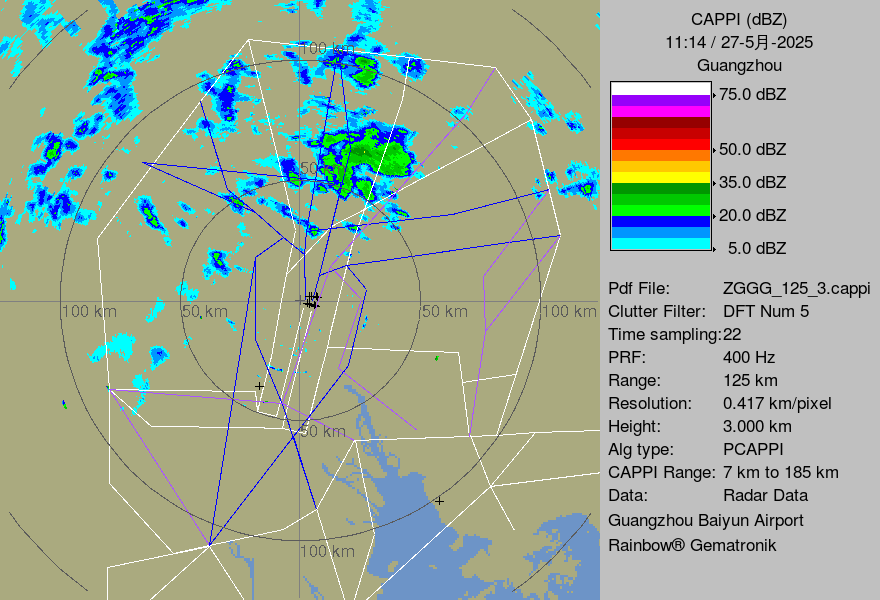 100 km
50 km
100 km
50 km
50 km
100 km
50 km
100 km
CAPPI (dBZ)
11:14 / 27-5月-2025
Guangzhou
75.0 dBZ
50.0 dBZ
35.0 dBZ
20.0 dBZ
5.0 dBZ
Pdf File: ZGGG_125_3.cappi
Clutter Filter: DFT Num 5
Time sampling:22
PRF: 400 Hz
Range: 125 km
Resolution: 0.417 km/pixel
Height: 3.000 km
Alg type: PCAPPI
CAPPI Range: 7 km to 185 km
Data: Radar Data
Guangzhou Baiyun Airport
Rainbow® Gematronik